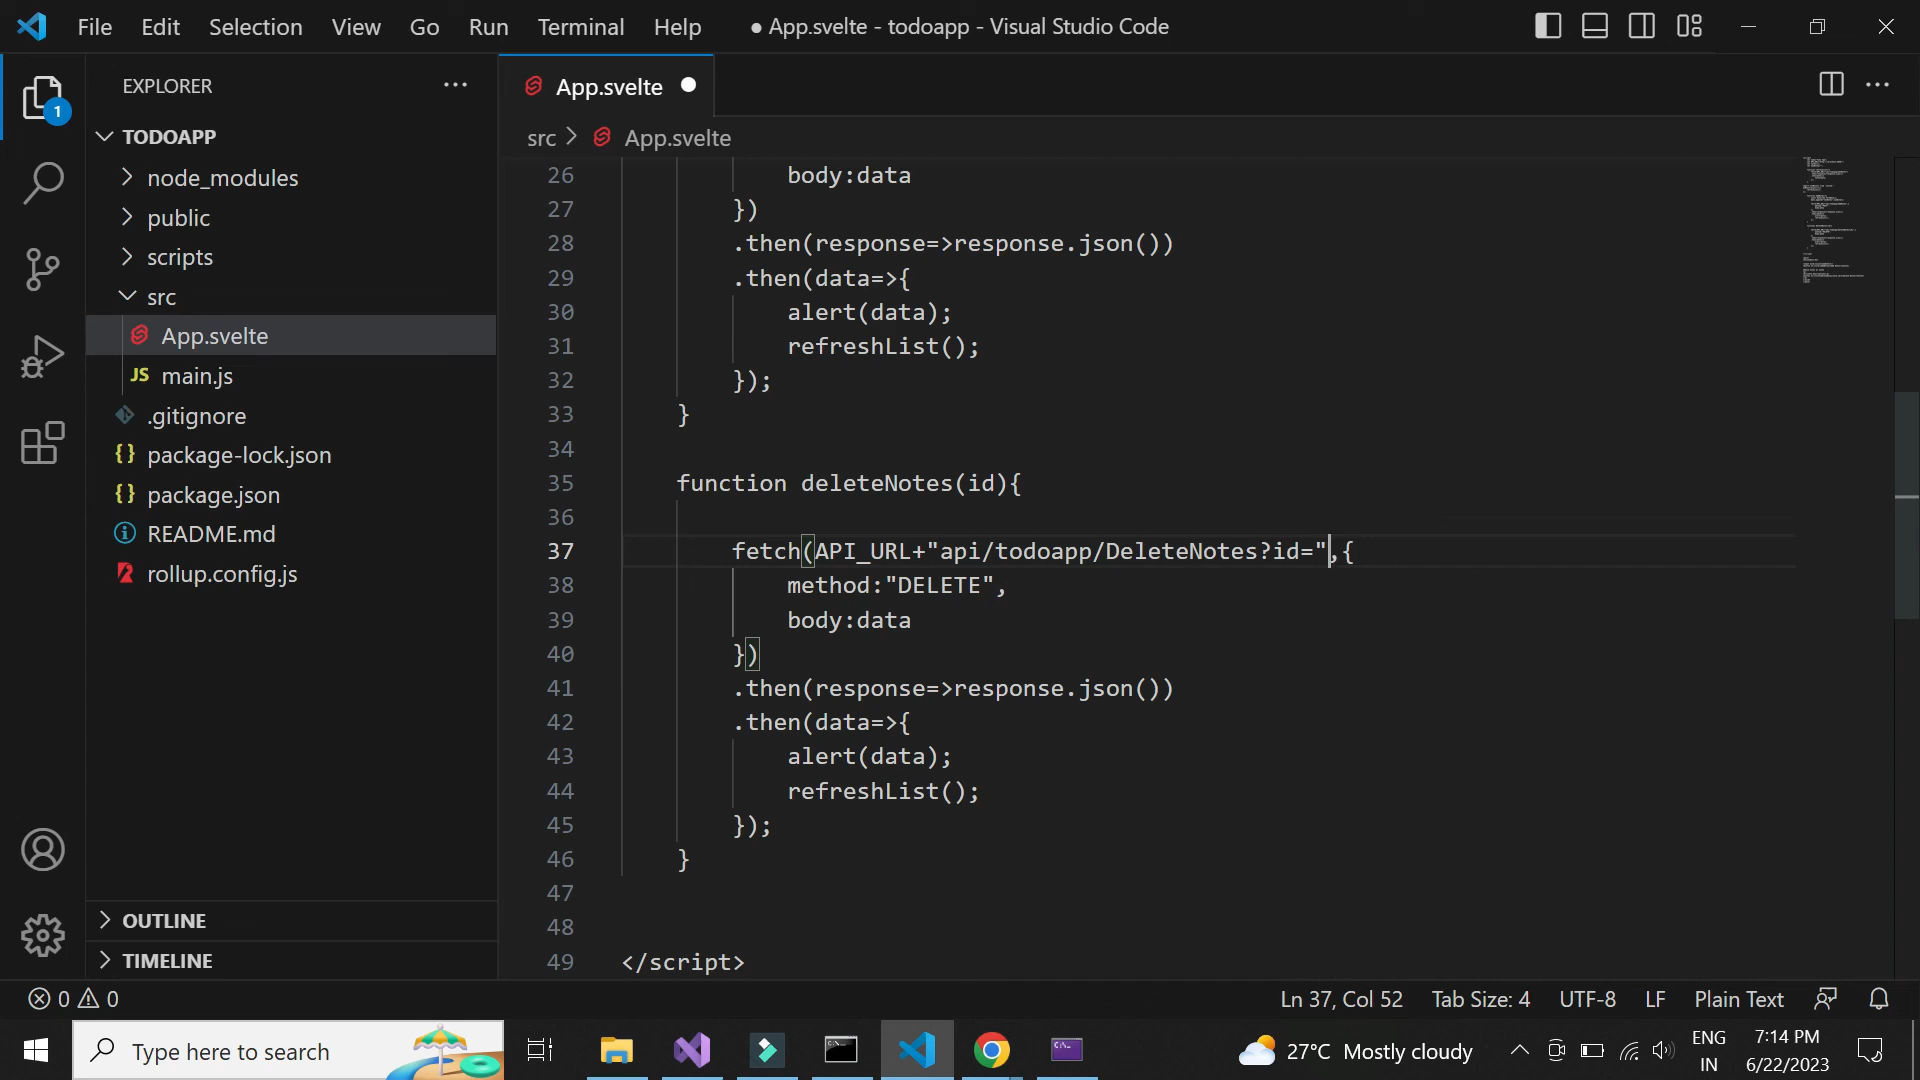 File Edit Selection View Go Run Terminal Help ● App.svelte - todoapp - Visual Studio Code
EXPLORER
1
TODOAPP
node_modules
public
scripts
src
App.svelte
JS main.js
.gitignore
{} package-lock.json
{} package.json
README.md
rollup.config.js
OUTLINE
TIMELINE
App.svelte
src > App.svelte
26 body:data
27 })
28 .then(response=>response.json())
29 .then(data=>{
30 alert(data);
31 refreshList();
32 });
33 }
34
35 function deleteNotes(id){
36
37 fetch(API_URL+"api/todoapp/DeleteNotes?id=",{
38 method:"DELETE",
39 body:data
40 })
41 .then(response=>response.json())
42 .then(data=>{
43 alert(data);
44 refreshList();
45 });
46 }
47
48
49 </script>
0 0 Ln 37, Col 52 Tab Size: 4 UTF-8 LF Plain Text
Type here to search
27°C Mostly cloudy
ENG
IN
7:14 PM
6/22/2023